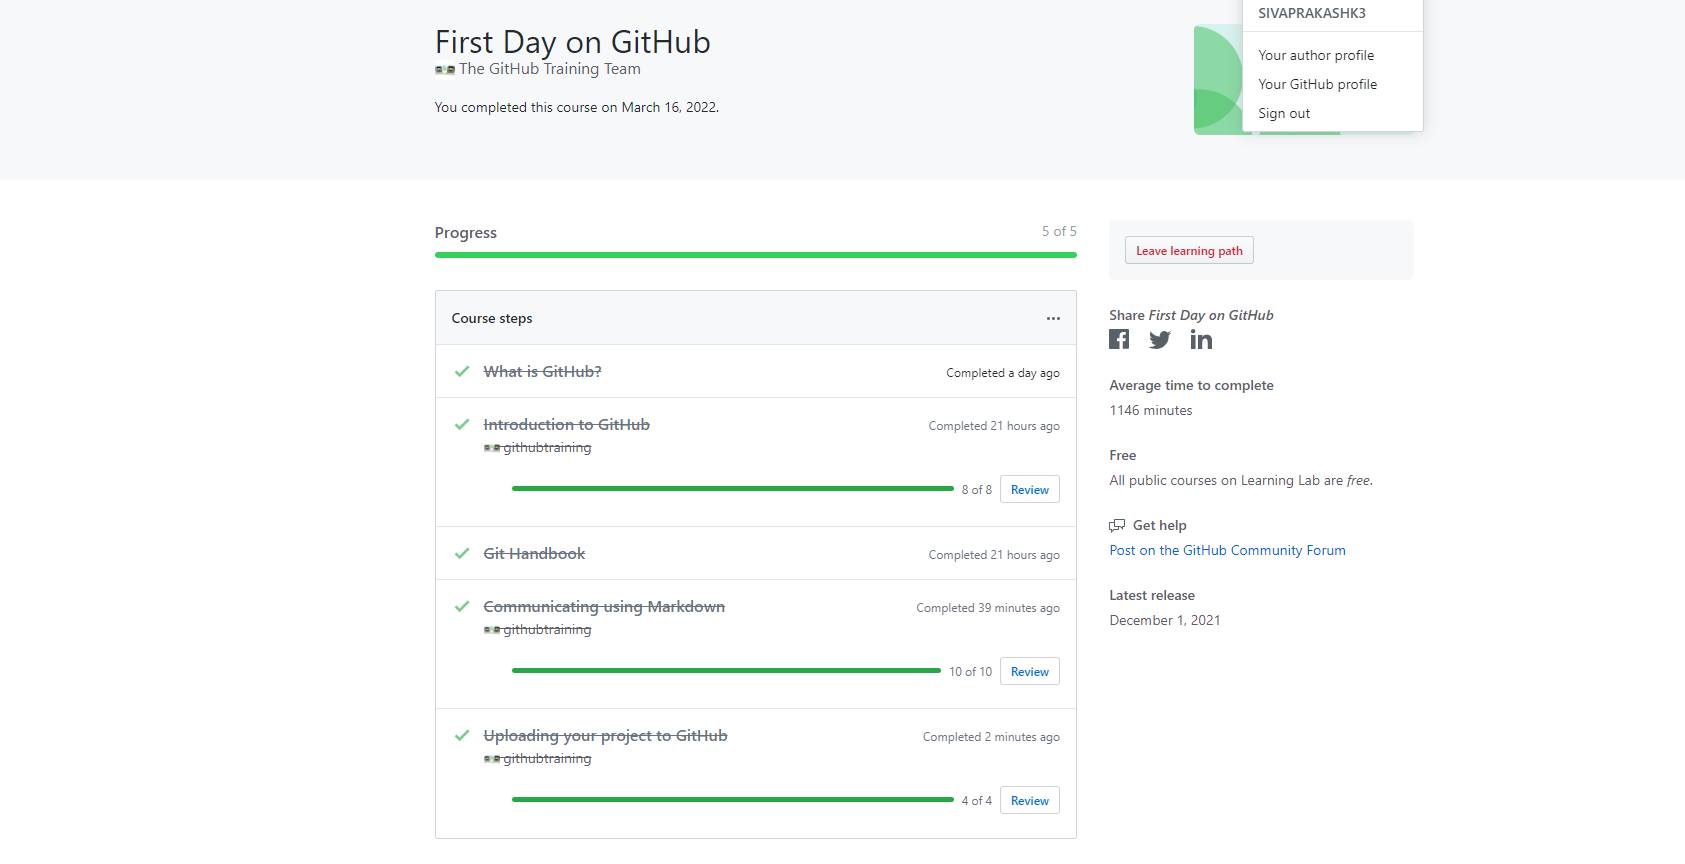 SIVAPRAKASHK3
Your author profile
Your GitHub profile
Sign out
First Day on GitHub
The GitHub Training Team
You completed this course on March 16, 2022.
Progress
5 of 5
Course steps
What is GitHub?
Completed a day ago
Introduction to GitHub
Completed 21 hours ago
githubtraining
8 of 8
Review
Git Handbook
Completed 21 hours ago
Communicating using Markdown
Completed 39 minutes ago
githubtraining
10 of 10
Review
Uploading your project to GitHub
Completed 2 minutes ago
githubtraining
4 of 4
Review
Leave learning path
Share First Day on GitHub
Average time to complete
1146 minutes
Free
All public courses on Learning Lab are free.
Get help
Post on the GitHub Community Forum
Latest release
December 1, 2021